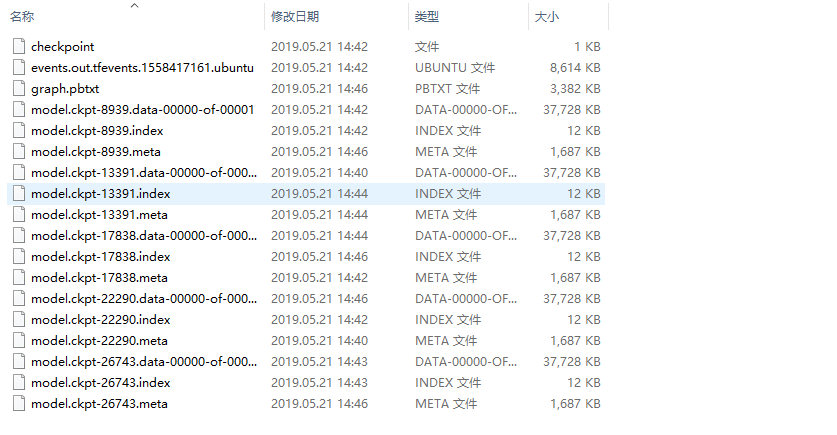 名称 修改日期 类型 大小
checkpoint 2019.05.21 14:42 文件 1 KB
events.out.tfevents.1558417161.ubuntu 2019.05.21 14:42 UBUNTU 文件 8,614 KB
graph.pbtxt 2019.05.21 14:46 PBTXT 文件 3,382 KB
model.ckpt-8939.data-00000-of-00001 2019.05.21 14:42 DATA-00000-OF... 37,728 KB
model.ckpt-8939.index 2019.05.21 14:42 INDEX 文件 12 KB
model.ckpt-8939.meta 2019.05.21 14:46 META 文件 1,687 KB
model.ckpt-13391.data-00000-of-000... 2019.05.21 14:40 DATA-00000-OF... 37,728 KB
model.ckpt-13391.index 2019.05.21 14:44 INDEX 文件 12 KB
model.ckpt-13391.meta 2019.05.21 14:44 META 文件 1,687 KB
model.ckpt-17838.data-00000-of-000... 2019.05.21 14:44 DATA-00000-OF... 37,728 KB
model.ckpt-17838.index 2019.05.21 14:46 INDEX 文件 12 KB
model.ckpt-17838.meta 2019.05.21 14:42 META 文件 1,687 KB
model.ckpt-22290.data-00000-of-000... 2019.05.21 14:46 DATA-00000-OF... 37,728 KB
model.ckpt-22290.index 2019.05.21 14:42 INDEX 文件 12 KB
model.ckpt-22290.meta 2019.05.21 14:40 META 文件 1,687 KB
model.ckpt-26743.data-00000-of-000... 2019.05.21 14:43 DATA-00000-OF... 37,728 KB
model.ckpt-26743.index 2019.05.21 14:43 INDEX 文件 12 KB
model.ckpt-26743.meta 2019.05.21 14:46 META 文件 1,687 KB